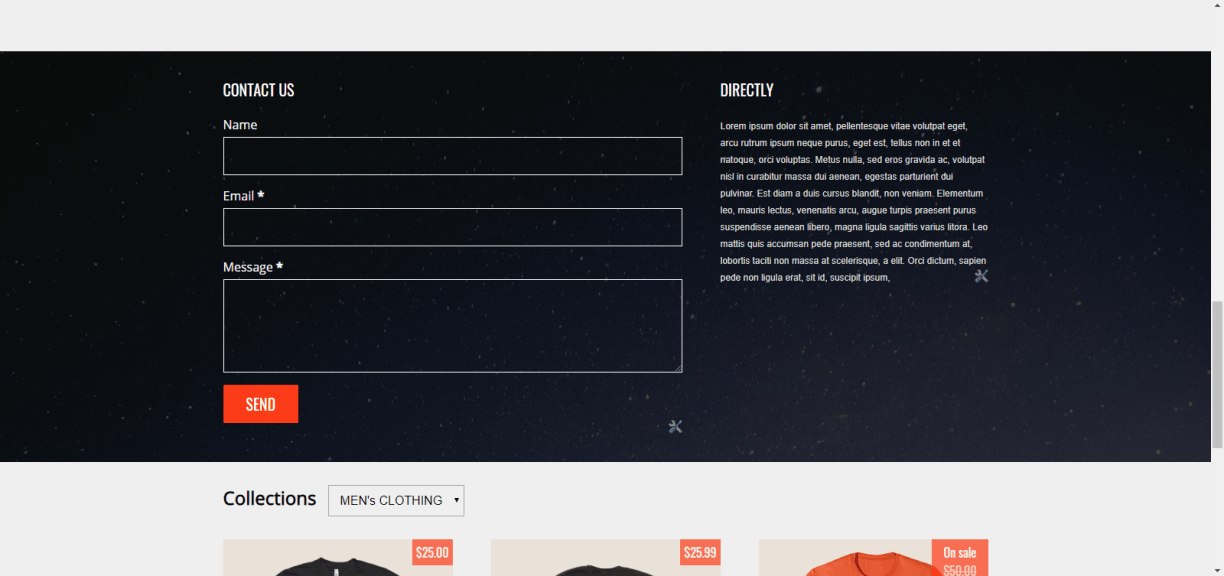 CONTACT US
Name
Email *
Message *
SEND
DIRECTLY
Lorem ipsum dolor sit amet, pellentesque vitae volutpat eget,
arcu rutrum ipsum neque purus, eget est, tellus non in et et
natoque, orci voluptas. Metus nulla, sed eros gravida ac, volutpat
nisl in curabitur massa dui aenean, egestas parturient dui
pulvinar. Est diam a duis cursus blandit, non veniam. Elementum
leo, mauris lectus, venenatis arcu, augue turpis praesent purus
suspendisse aenean libero, magna ligula sagittis varius litora. Leo
mattis quis accumsan pede praesent, sed ac condimentum at,
lobortis taciti non massa at scelerisque, a elit. Orci dictum, sapien
pede non ligula erat, sit id, suscipit ipsum,
Collections
MEN's CLOTHING
$25.00
$25.99
On sale
$50.00